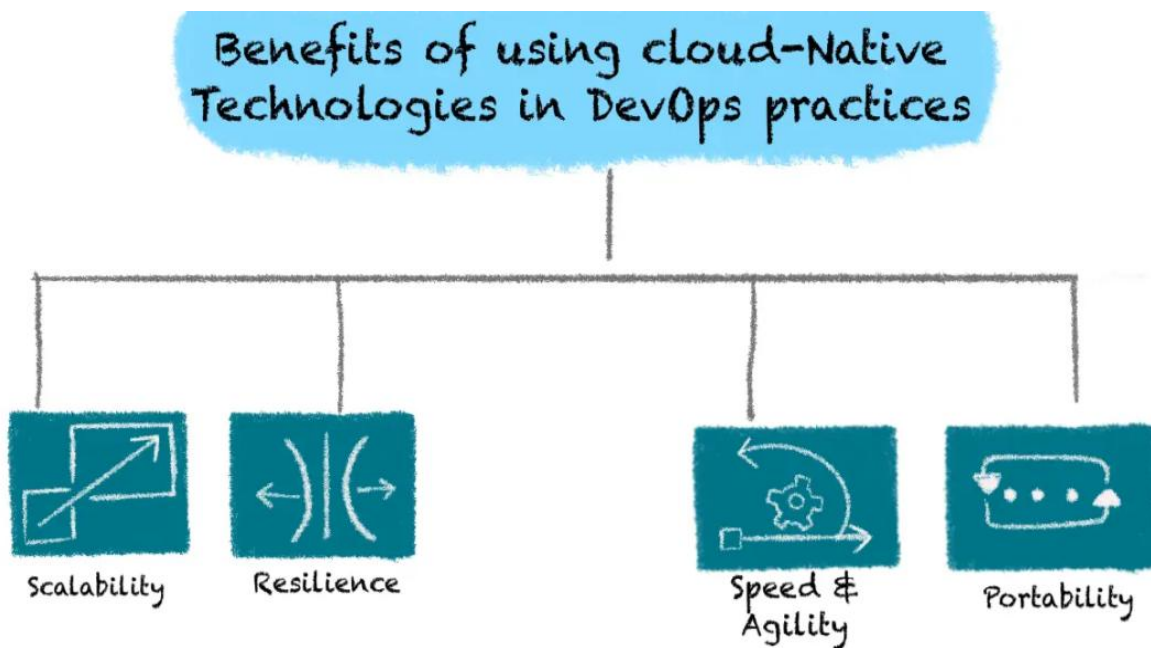 Benefits of using cloud-Native
Technologies in DevOps practices
Scalability
Resilience
Speed &
Agility
Portability